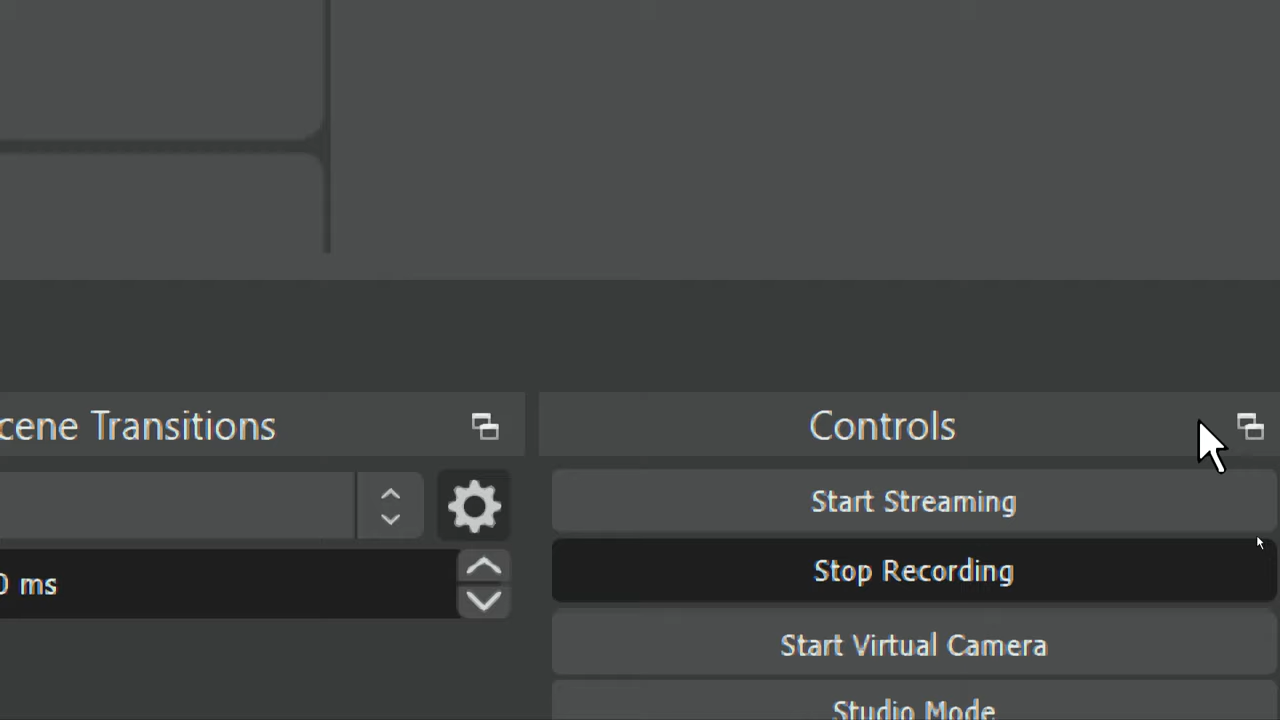 cene Transitions
Controls
Start Streaming
0 ms
Stop Recording
Start Virtual Camera
Studio Mode